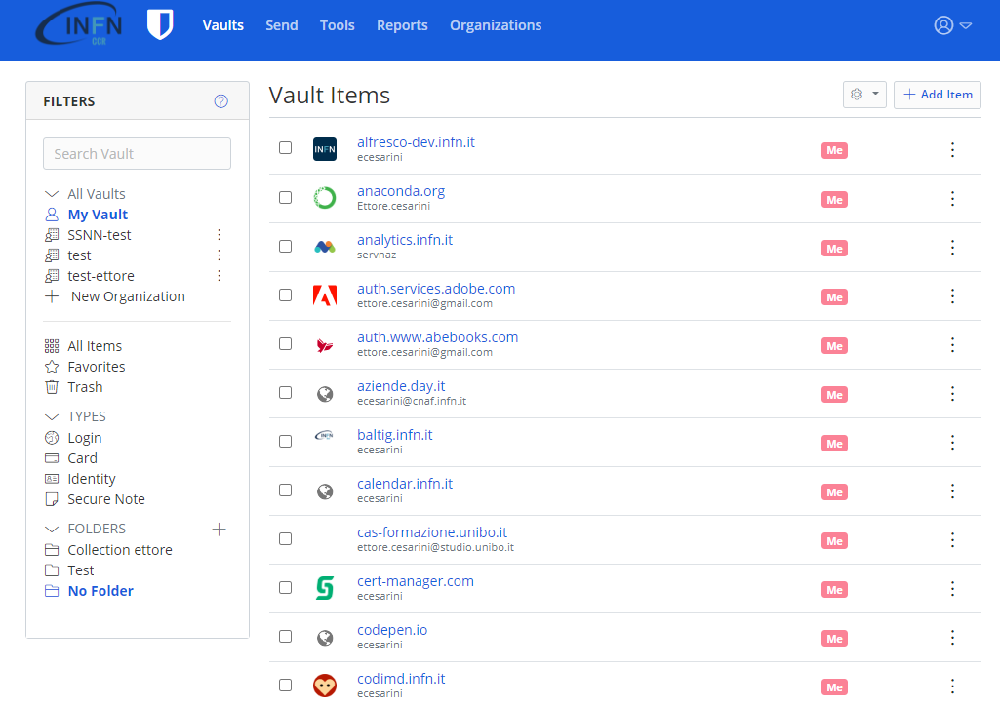 INFN
CCR
Vaults
Send
Tools
Reports
Organizations
FILTERS
Search Vault
All Vaults
My Vault
SSNN-test
test
test-ettore
New Organization
All Items
Favorites
Trash
TYPES
Login
Card
Identity
Secure Note
FOLDERS
Collection ettore
Test
No Folder
Vault Items
Add Item
INFN
alfresco-dev.infn.it
ecesarini
Me
anaconda.org
Ettore.cesarini
Me
analytics.infn.it
servnaz
Me
auth.services.adobe.com
ettore.cesarini@gmail.com
Me
auth.www.abebooks.com
ettore.cesarini@gmail.com
Me
aziende.day.it
ecesarini@cnaf.infn.it
Me
INFN
baltig.infn.it
ecesarini
Me
calendar.infn.it
ecesarini
Me
cas-formazione.unibo.it
ettore.cesarini@studio.unibo.it
Me
cert-manager.com
ecesarini
Me
codepen.io
ecesarini
Me
codimd.infn.it
ecesarini
Me